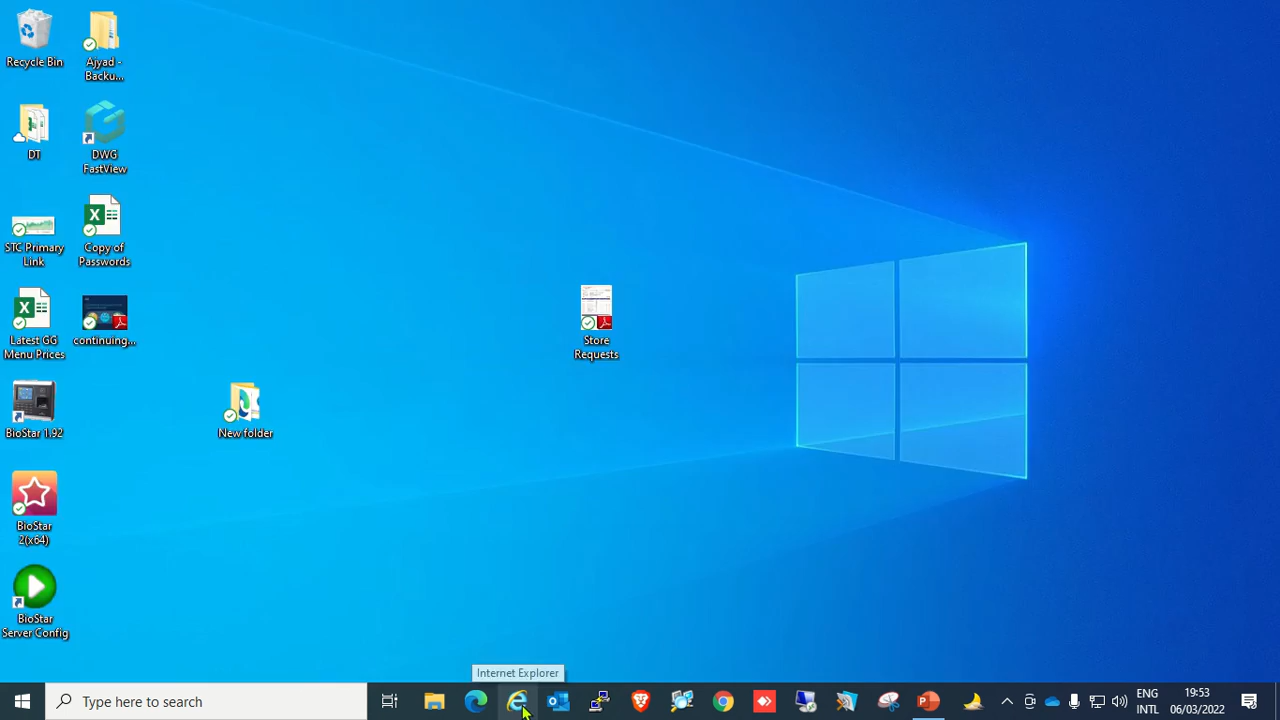 Recycle Bin
Ajyad -
Backu...
DT
DWG
FastView
STC Primary
Link
Copy of
Passwords
Latest GG
Menu Prices
continuing...
BioStar 1.92
New folder
BioStar
2(x64)
BioStar
Server Config
Store
Requests
Internet Explorer
Type here to search
ENG
INTL
19:53
06/03/2022